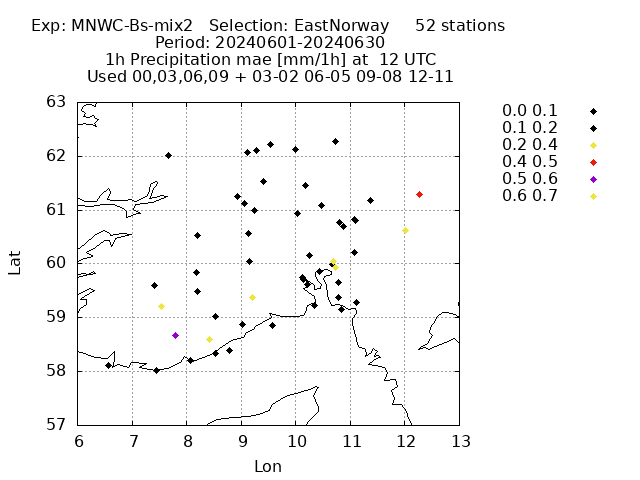 Exp: MNWC-Bs-mix2 Selection: EastNorway 52 stations
Period: 20240601-20240630
1h Precipitation mae [mm/1h] at 12 UTC
Used 00,03,06,09 + 03-02 06-05 09-08 12-11
0.0 0.1
0.1 0.2
0.2 0.4
0.4 0.5
0.5 0.6
0.6 0.7
63
62
61
60
59
58
57
Lat
6 7 8 9 10 11 12 13
Lon